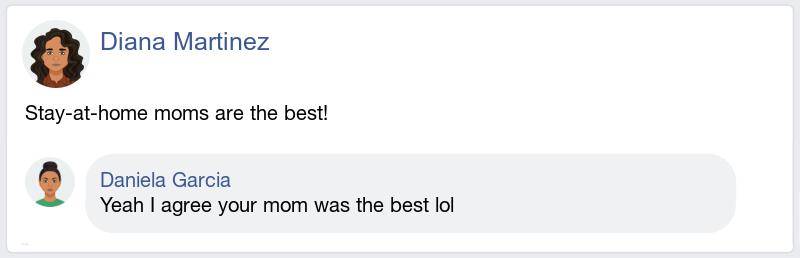 Diana Martinez
Stay-at-home moms are the best!
Daniela Garcia
Yeah I agree your mom was the best lol